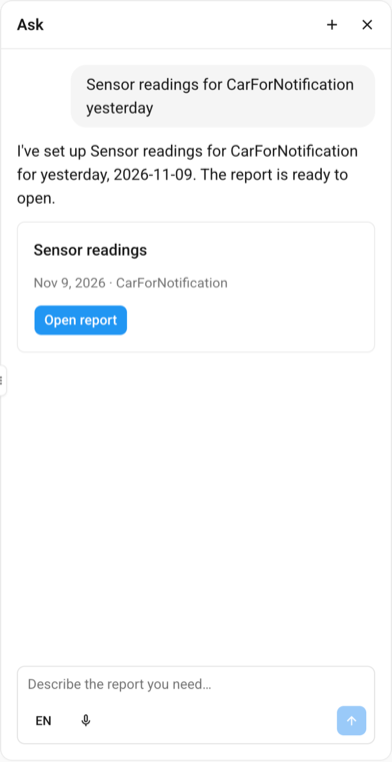 Ask
Sensor readings for CarForNotification
yesterday
I've set up Sensor readings for CarForNotification
for yesterday, 2026-11-09. The report is ready to
open.
Sensor readings
Nov 9, 2026 · CarForNotification
Open report
Describe the report you need...
EN